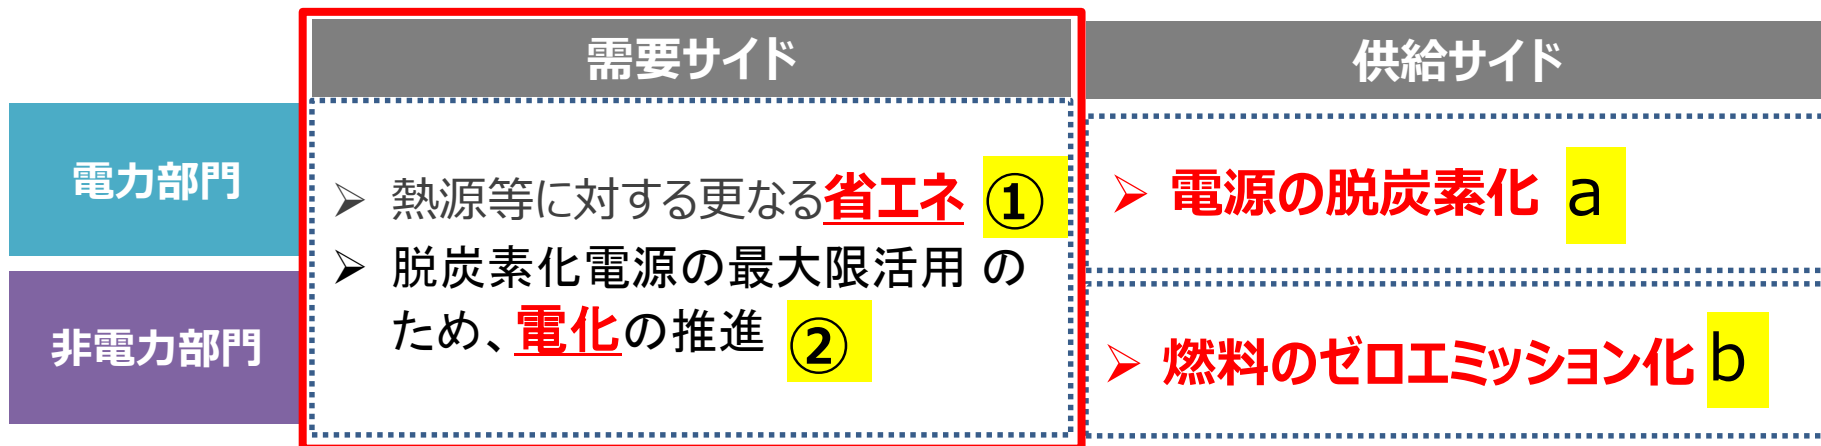 需要サイド
供給サイド
電力部門
➢ 熱源等に対する更なる省エネ ①
➢ 脱炭素化電源の最大限活用 の
ため、電化の推進 ②
➢ 電源の脱炭素化 a
非電力部門
➢ 燃料のゼロエミッション化 b